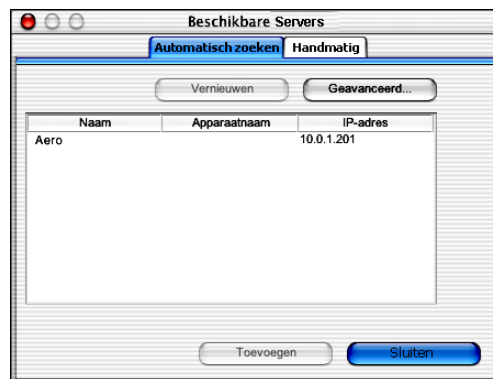 Beschikbare Servers
Automatisch zoeken Handmatig
Vernieuwen Geavanceerd...
Naam Apparaatnaam IP-adres
Aero 10.0.1.201
Toevoegen Sluiten